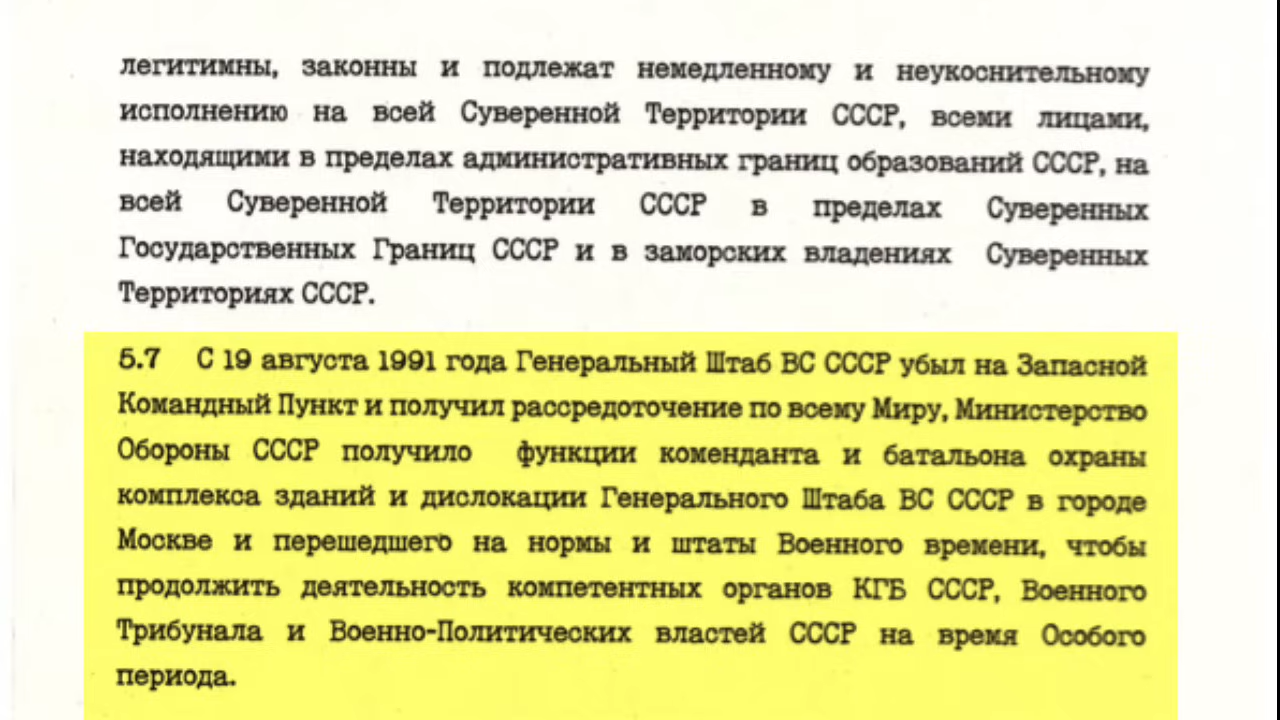 легитимны, законны и подлежат немедленному и неукоснительному
исполнению на всей Суверенной Территории СССР, всеми лицами,
находящими в пределах административных границ образований СССР, на
всей Суверенной Территории СССР в пределах Суверенных
Государственных Границ СССР и в заморских владениях Суверенных
Территориях СССР.
5.7 С 19 августа 1991 года Генеральный Штаб ВС СССР убыл на Запасной
Командный Пункт и получил рассредоточение по всему Миру, Министерство
Обороны СССР получило функции коменданта и батальона охраны
комплекса зданий и дислокации Генерального Штаба ВС СССР в городе
Москве и перешедшего на нормы и штаты Военного времени, чтобы
продолжить деятельность компетентных органов КГБ СССР, Военного
Трибунала и Военно-Политических властей СССР на время Особого
периода.